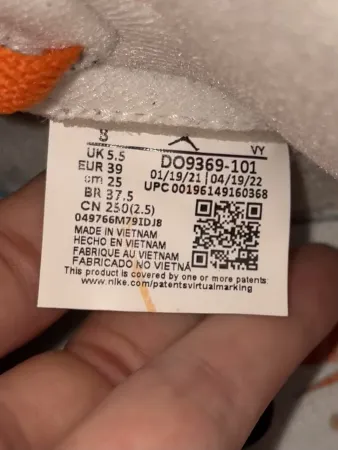 8 VY
UK 5.5 DO9369-101
EUR 39 01/19/21 04/19/22
cm 25 UPC 00196149160368
BR 37.5
CN 250(2.5)
049766M79IDJ8
MADE IN VIETNAM
HECHO EN VIETNAM
FABRIQUE AU VIETNAM
FABRICADO NO VIETNA
This product is covered by one or more patents:
www.nike.com/patentsvirtualmarking